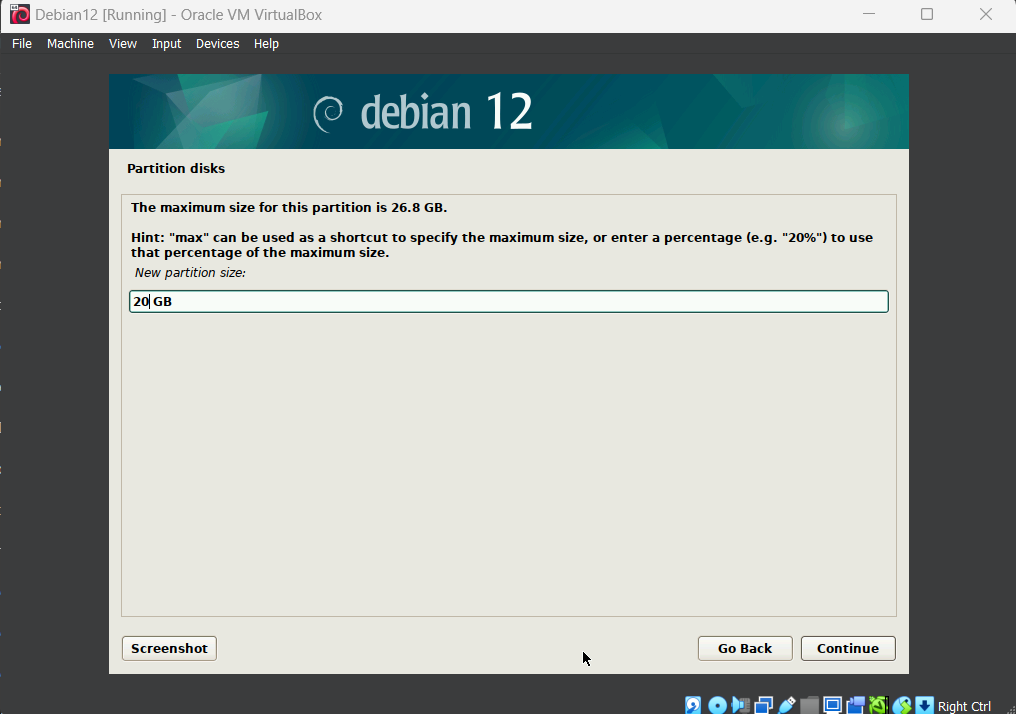 Debian12 [Running] - Oracle VM VirtualBox
File Machine View Input Devices Help
debian 12
Partition disks
The maximum size for this partition is 26.8 GB.
Hint: "max" can be used as a shortcut to specify the maximum size, or enter a percentage (e.g. "20%") to use
that percentage of the maximum size.
New partition size:
20 GB
Screenshot Go Back Continue
Right Ctrl